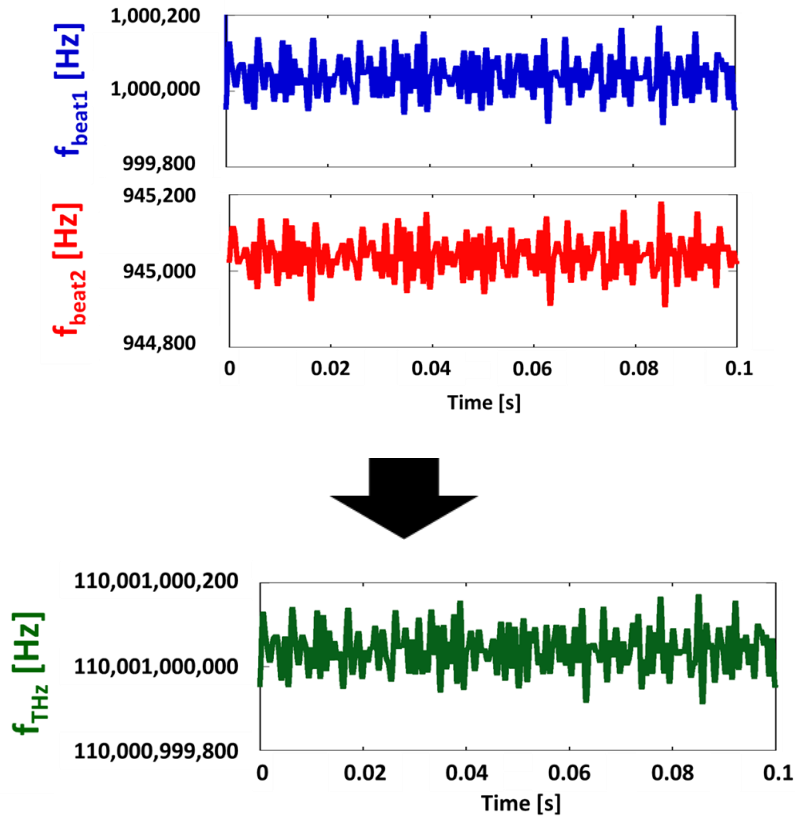 f_beat1 [Hz]
1,000,200
1,000,000
999,800
f_beat2 [Hz]
945,200
945,000
944,800
0 0.02 0.04 0.06 0.08 0.1
Time [s]
f_THz [Hz]
110,001,000,200
110,001,000,000
110,000,999,800
0 0.02 0.04 0.06 0.08 0.1
Time [s]